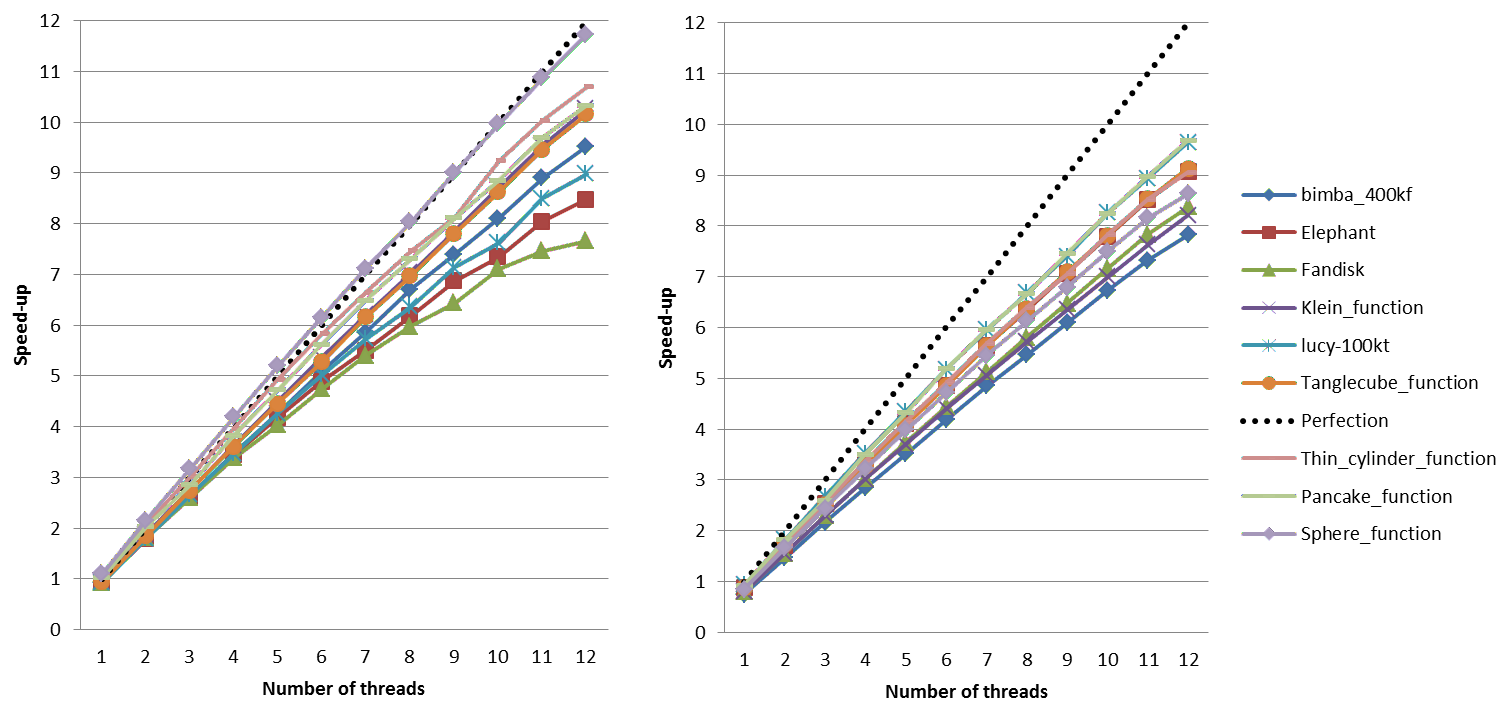 12
11
10
9
8
7
6
5
4
3
2
1
0
Speed-up
1 2 3 4 5 6 7 8 9 10 11 12
Number of threads
12
11
10
9
8
7
6
5
4
3
2
1
0
Speed-up
1 2 3 4 5 6 7 8 9 10 11 12
Number of threads
bimba_400kf
Elephant
Fandisk
Klein_function
lucy-100kt
Tanglecube_function
Perfection
Thin_cylinder_function
Pancake_function
Sphere_function